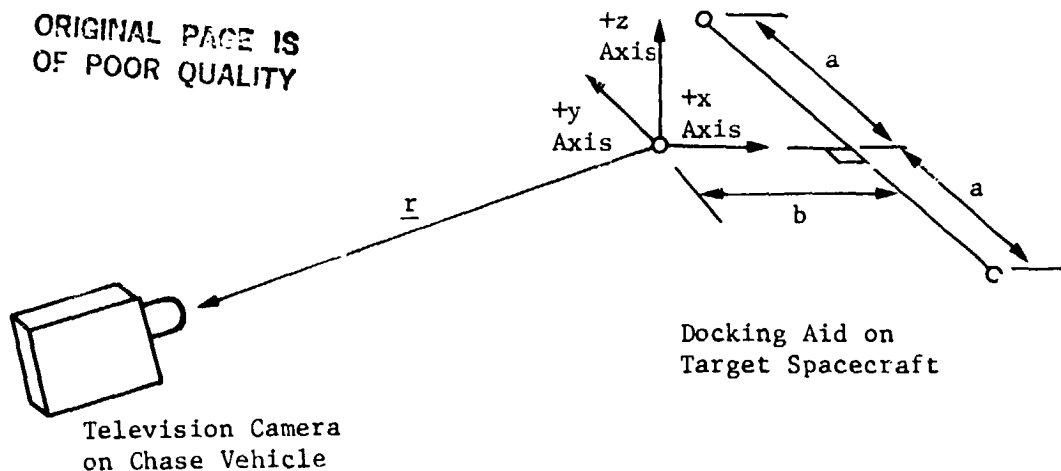 ORIGINAL PAGE IS
OF POOR QUALITY
+z
Axis
+y
Axis
+x
Axis
a
a
b
r
Docking Aid on
Target Spacecraft
Television Camera
on Chase Vehicle